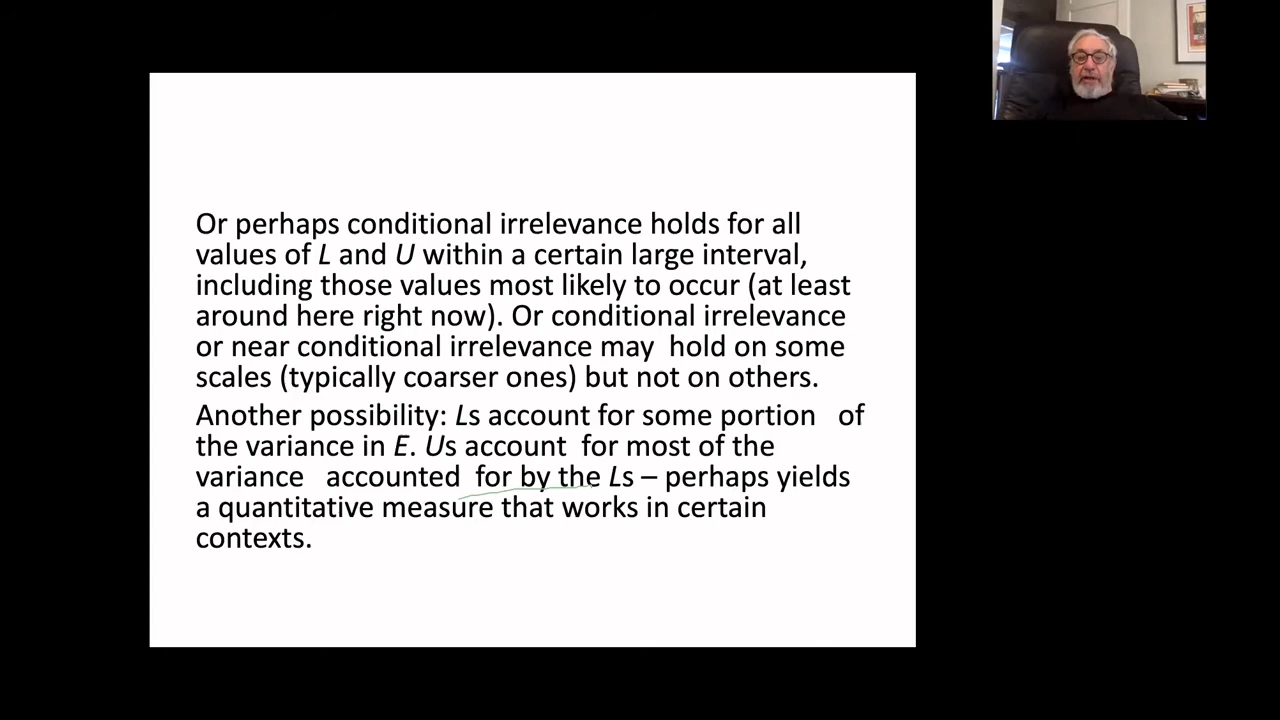 Or perhaps conditional irrelevance holds for all
values of L and U within a certain large interval,
including those values most likely to occur (at least
around here right now). Or conditional irrelevance
or near conditional irrelevance may hold on some
scales (typically coarser ones) but not on others.
Another possibility: Ls account for some portion of
the variance in E. Us account for most of the
variance accounted for by the Ls – perhaps yields
a quantitative measure that works in certain
contexts.